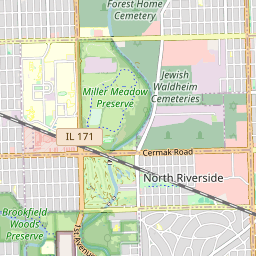 Forest Home
Cemetery
Jewish
Waldheim
Cemeteries
Miller Meadow
Preserve
IL 171
Cermak Road
North Riverside
Brookfield
Woods
Preserve
1st Avenue